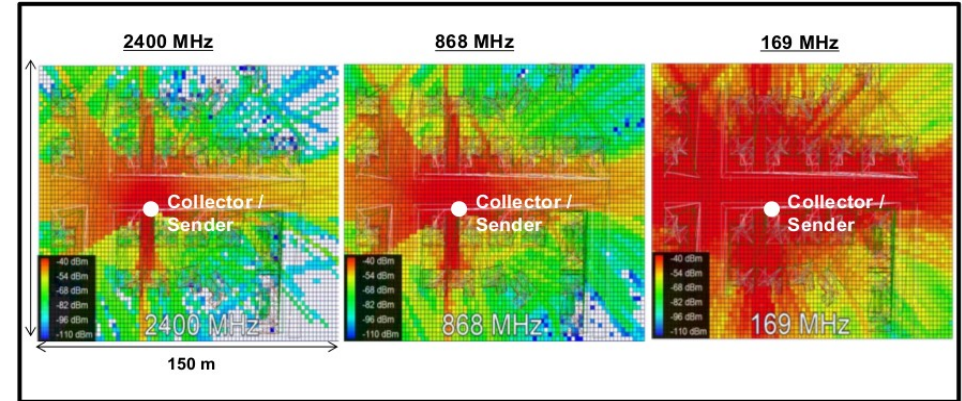 2400 MHz
868 MHz
169 MHz
Collector /
Sender
Collector /
Sender
Collector /
Sender
-40 dBm
-54 dBm
-68 dBm
-82 dBm
-96 dBm
-110 dBm
2400 MHz
-40 dBm
-54 dBm
-68 dBm
-82 dBm
-96 dBm
-110 dBm
868 MHz
-40 dBm
-54 dBm
-68 dBm
-82 dBm
-96 dBm
-110 dBm
169 MHz
150 m